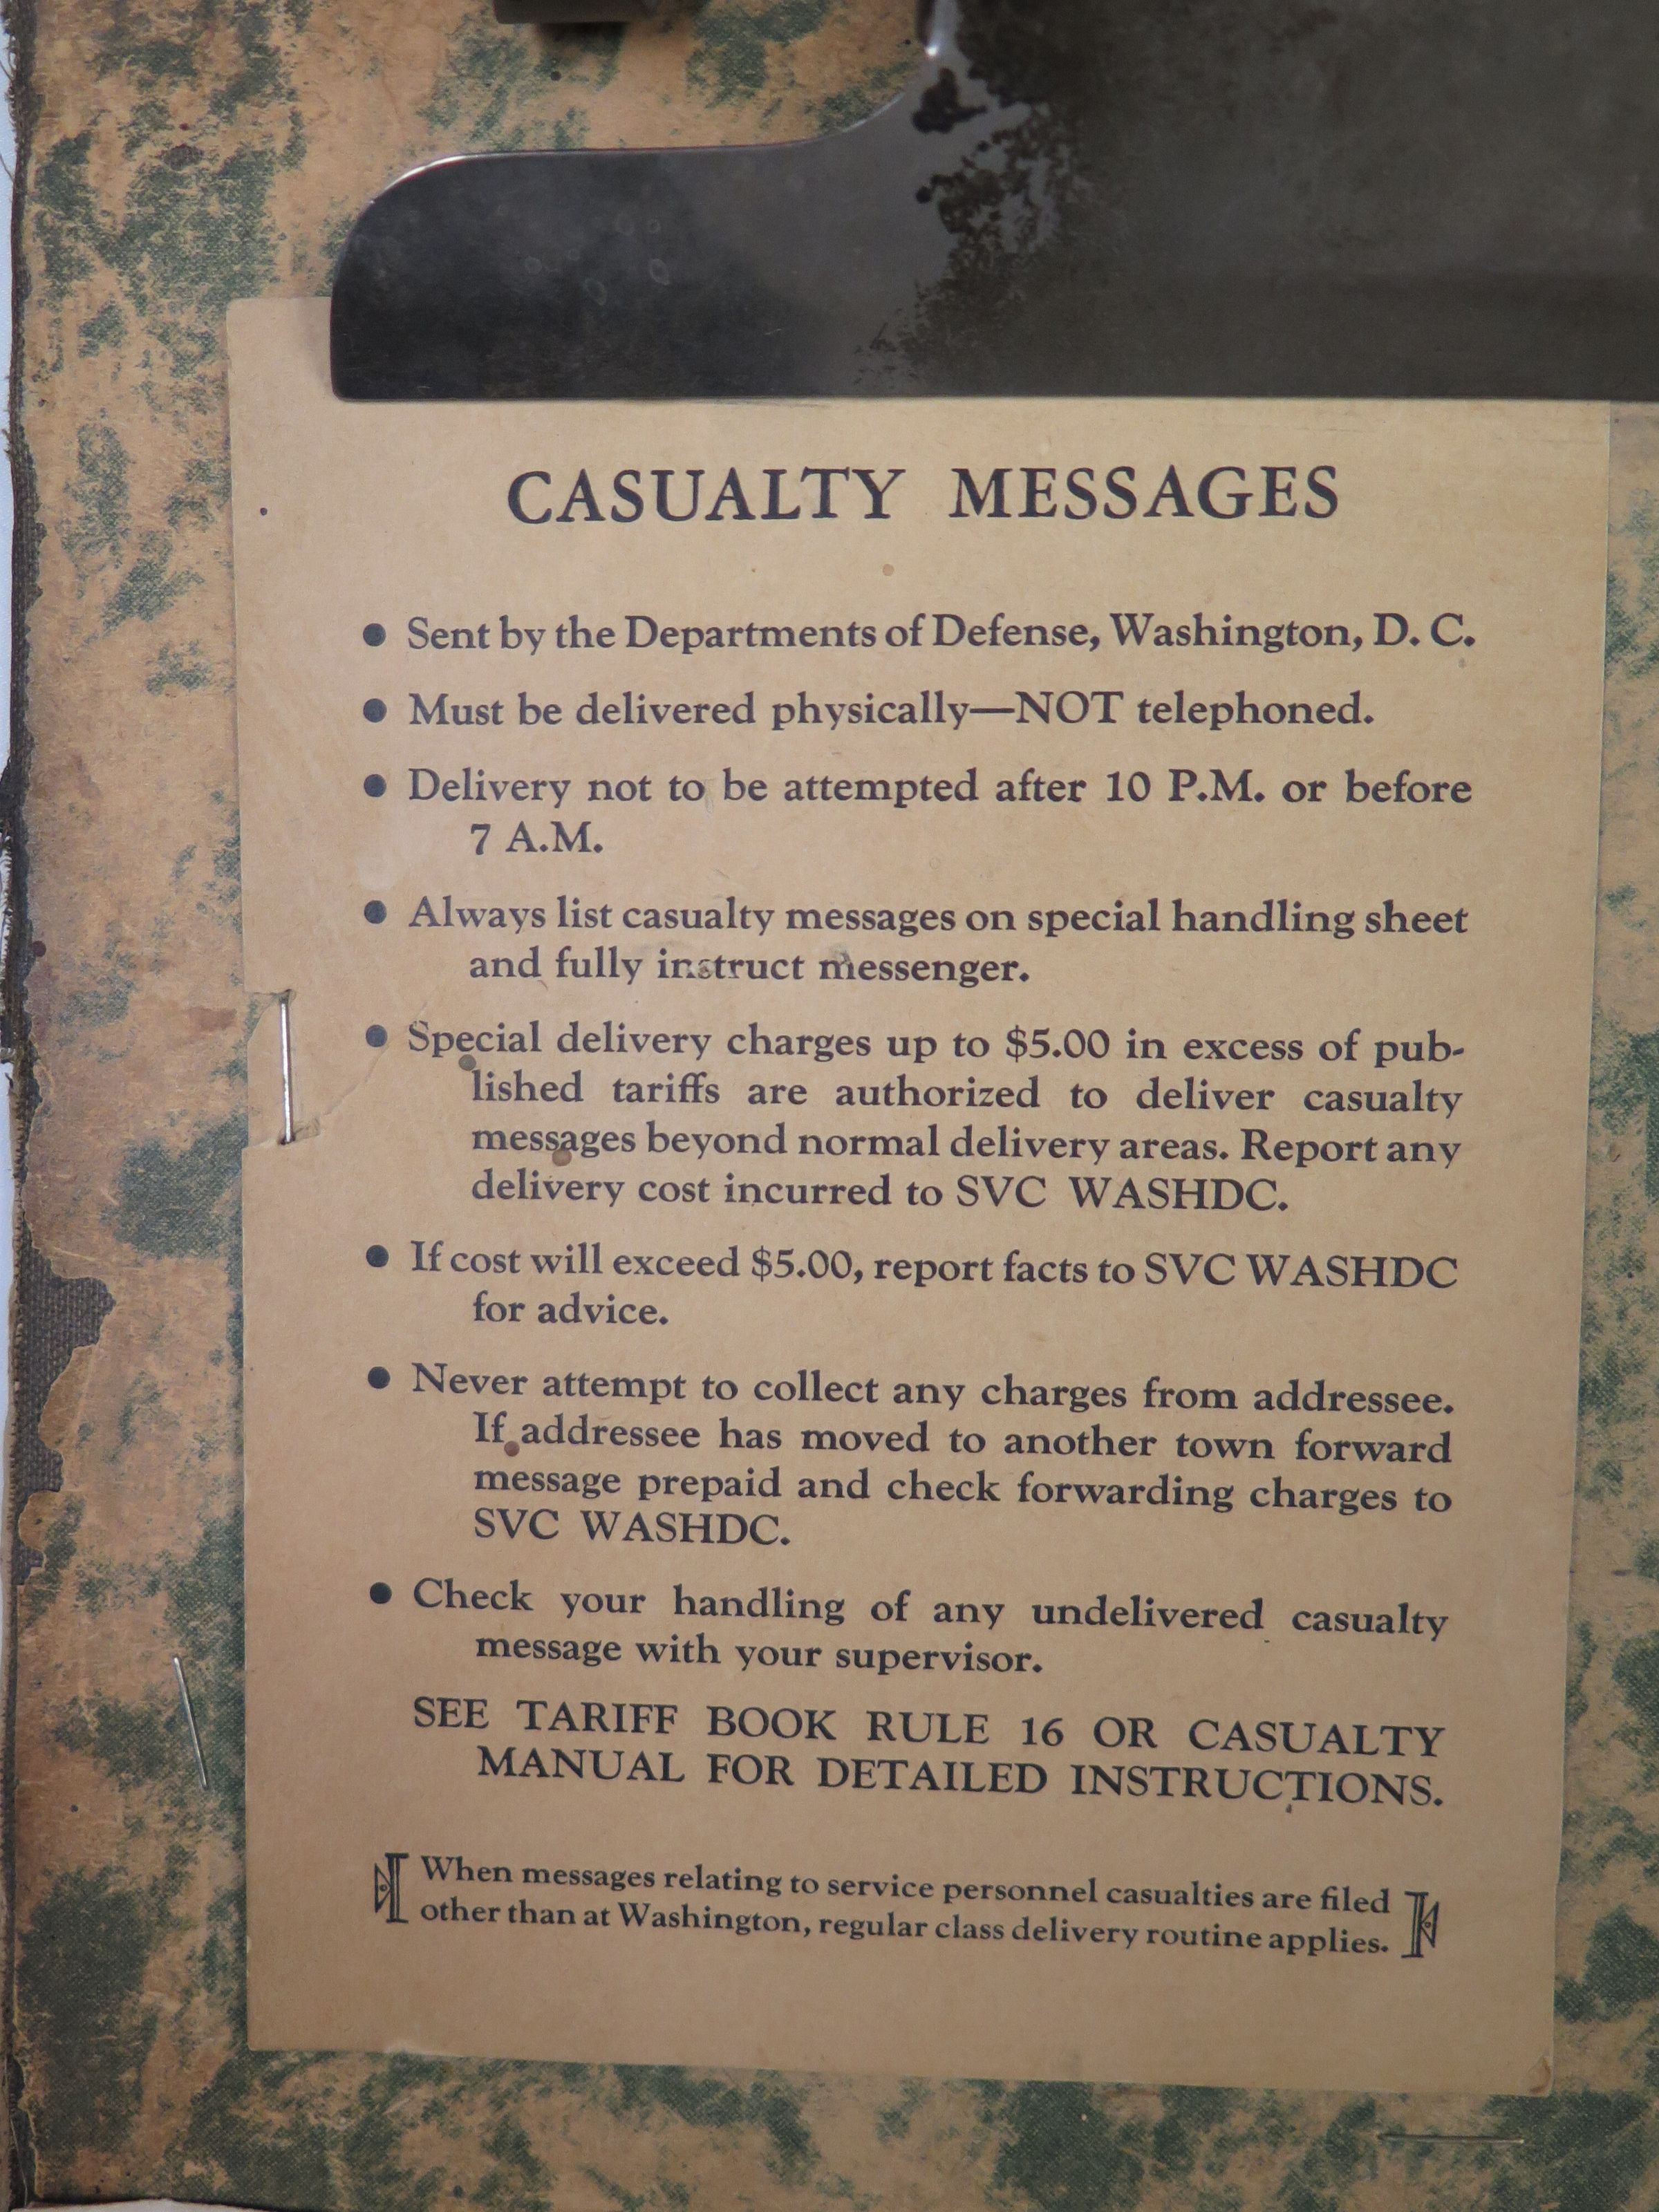 CASUALTY MESSAGES
● Sent by the Departments of Defense, Washington, D. C.
● Must be delivered physically—NOT telephoned.
● Delivery not to be attempted after 10 P.M. or before
7 A.M.
● Always list casualty messages on special handling sheet
and fully instruct messenger.
● Special delivery charges up to $5.00 in excess of pub-
lished tariffs are authorized to deliver casualty
messages beyond normal delivery areas. Report any
delivery cost incurred to SVC WASHDC.
● If cost will exceed $5.00, report facts to SVC WASHDC
for advice.
● Never attempt to collect any charges from addressee.
If addressee has moved to another town forward
message prepaid and check forwarding charges to
SVC WASHDC.
● Check your handling of any undelivered casualty
message with your supervisor.
SEE TARIFF BOOK RULE 16 OR CASUALTY
MANUAL FOR DETAILED INSTRUCTIONS.
When messages relating to service personnel casualties are filed
other than at Washington, regular class delivery routine applies.